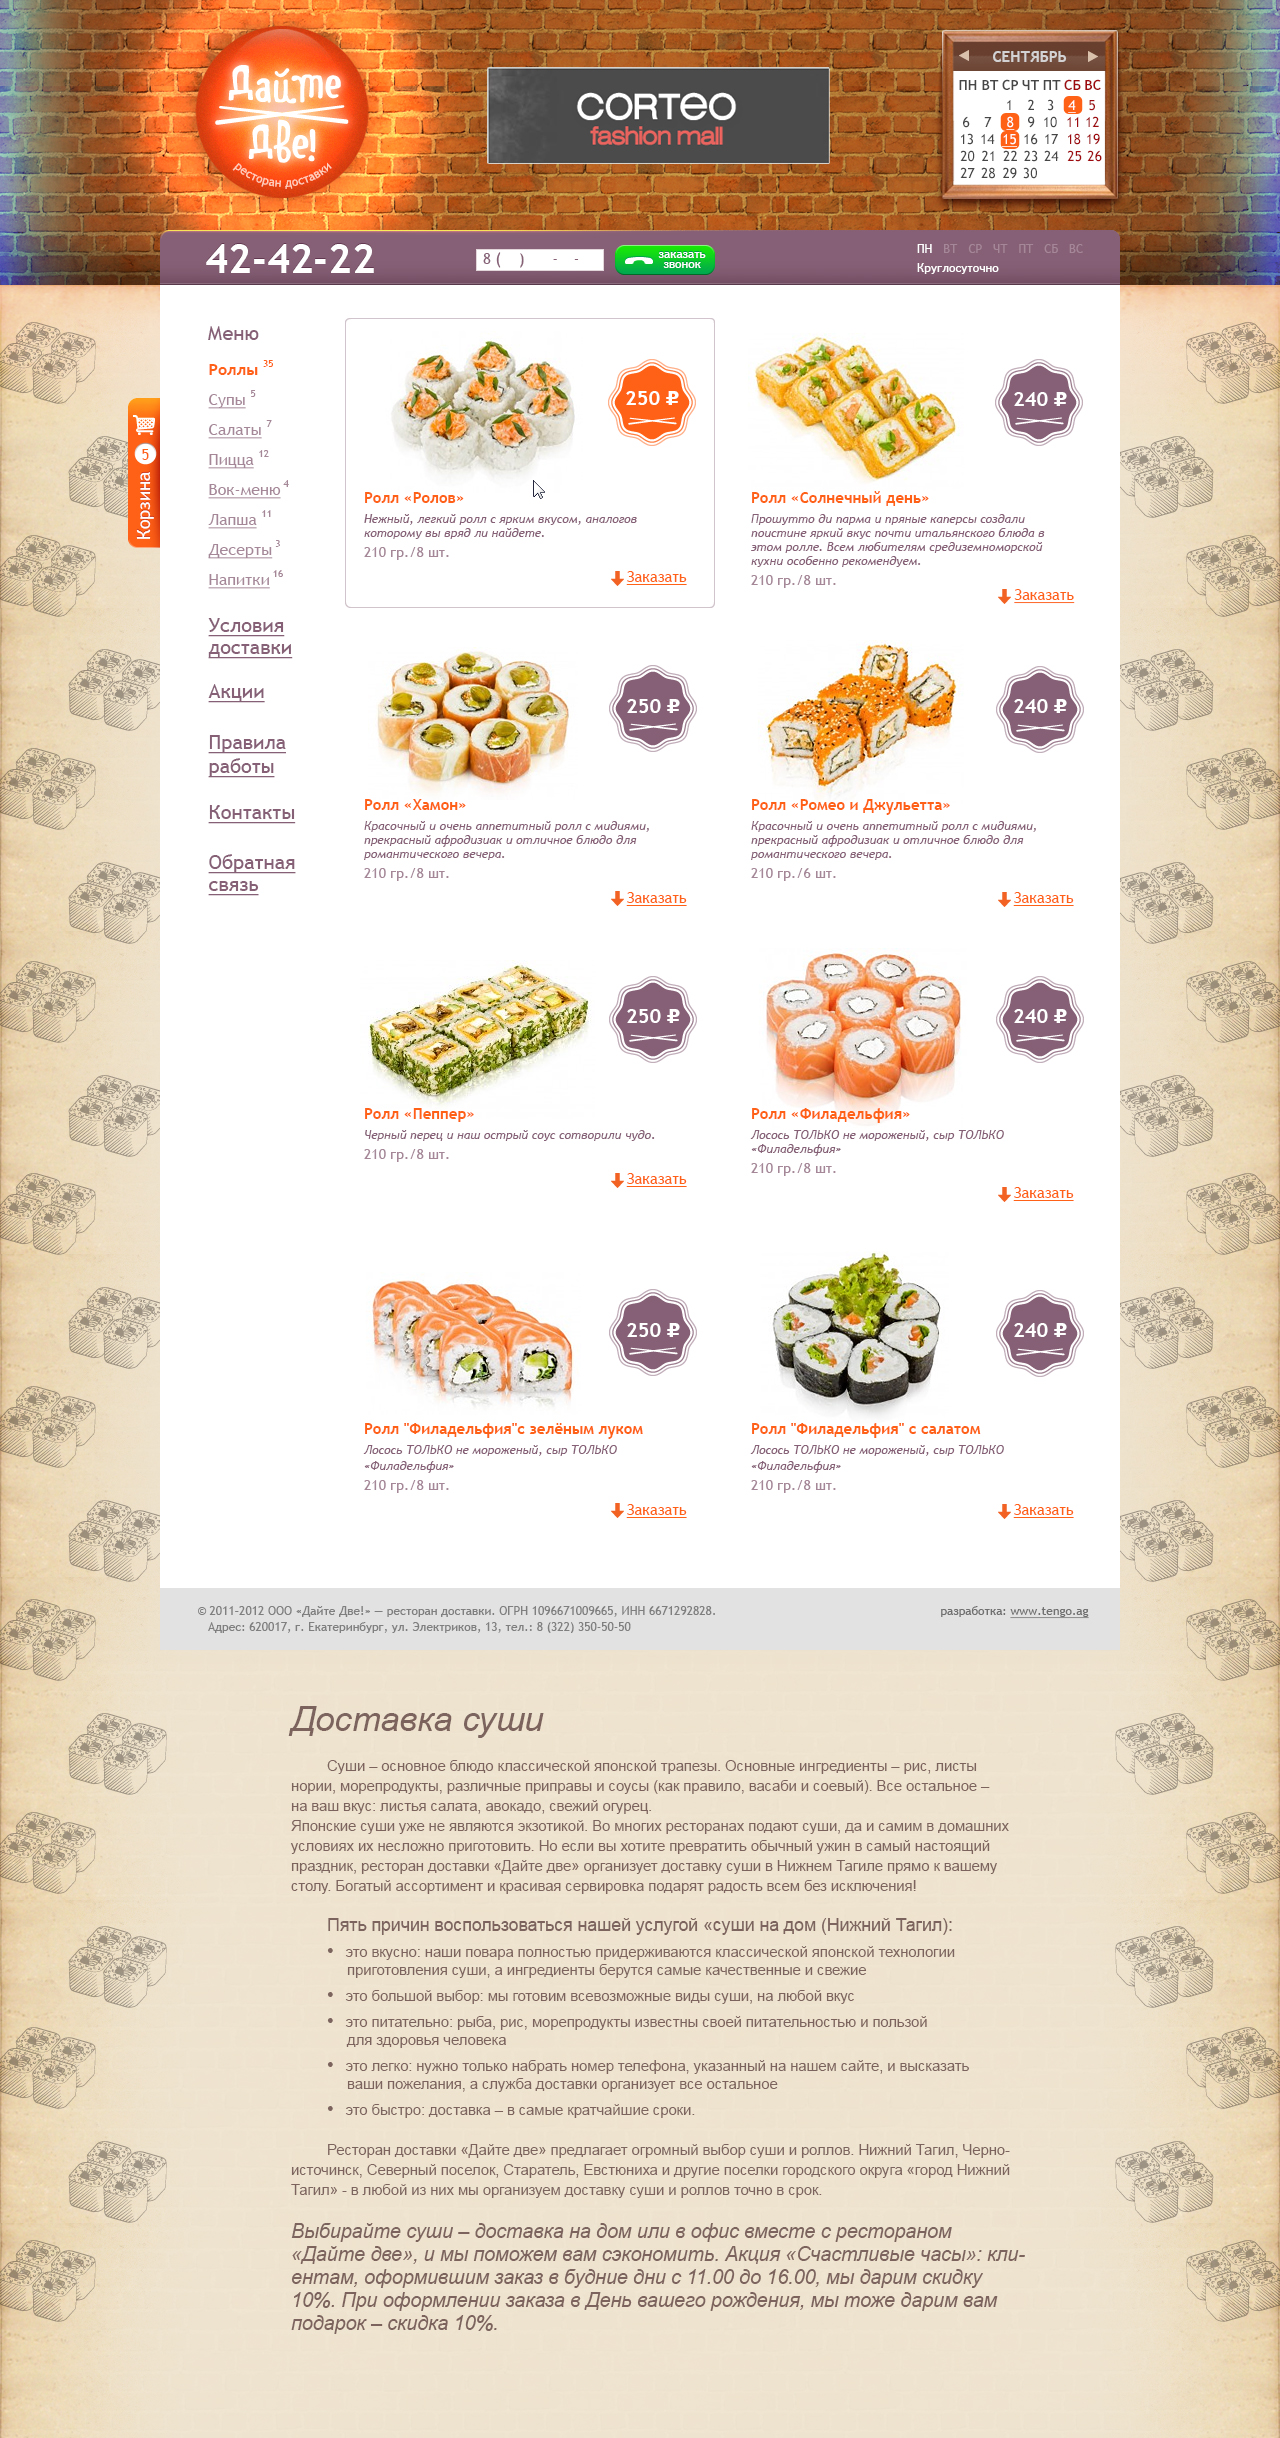 Дайте
Две!
ресторан доставки
CORTEO
fashion mall
СЕНТЯБРЬ
ПН ВТ СР ЧТ ПТ СБ ВС
1 2 3 4 5
6 7 8 9 10 11 12
13 14 15 16 17 18 19
20 21 22 23 24 25 26
27 28 29 30
42-42-22
8 ( ) - -
заказать
звонок
ПН ВТ СР ЧТ ПТ СБ ВС
Круглосуточно
Корзина 5
Меню
Роллы 35
Супы 5
Салаты 7
Пицца 12
Вок-меню 4
Лапша 11
Десерты 3
Напитки 16
Условия
доставки
Акции
Правила
работы
Контакты
Обратная
связь
250 ₽
Ролл «Ролов»
Нежный, легкий ролл с ярким вкусом, аналогов
которому вы вряд ли найдете.
210 гр./8 шт.
Заказать
240 ₽
Ролл «Солнечный день»
Прошутто ди парма и пряные каперсы создали
поистине яркий вкус почти итальянского блюда в
этом ролле. Всем любителям средиземноморской
кухни особенно рекомендуем.
210 гр./8 шт.
Заказать
250 ₽
Ролл «Хамон»
Красочный и очень аппетитный ролл с мидиями,
прекрасный афродизиак и отличное блюдо для
романтического вечера.
210 гр./8 шт.
Заказать
240 ₽
Ролл «Ромео и Джульетта»
Красочный и очень аппетитный ролл с мидиями,
прекрасный афродизиак и отличное блюдо для
романтического вечера.
210 гр./6 шт.
Заказать
250 ₽
Ролл «Пеппер»
Черный перец и наш острый соус сотворили чудо.
210 гр./8 шт.
Заказать
240 ₽
Ролл «Филадельфия»
Лосось ТОЛЬКО не мороженый, сыр ТОЛЬКО
«Филадельфия»
210 гр./8 шт.
Заказать
250 ₽
Ролл "Филадельфия"с зелёным луком
Лосось ТОЛЬКО не мороженый, сыр ТОЛЬКО
«Филадельфия»
210 гр./8 шт.
Заказать
240 ₽
Ролл "Филадельфия" с салатом
Лосось ТОЛЬКО не мороженый, сыр ТОЛЬКО
«Филадельфия»
210 гр./8 шт.
Заказать
© 2011-2012 ООО «Дайте Две!» — ресторан доставки. ОГРН 1096671009665, ИНН 6671292828.
Адрес: 620017, г. Екатеринбург, ул. Электриков, 13, тел.: 8 (322) 350-50-50
разработка: www.tengo.ag
Доставка суши
Суши – основное блюдо классической японской трапезы. Основные ингредиенты – рис, листы
нории, морепродукты, различные приправы и соусы (как правило, васаби и соевый). Все остальное –
на ваш вкус: листья салата, авокадо, свежий огурец.
Японские суши уже не являются экзотикой. Во многих ресторанах подают суши, да и самим в домашних
условиях их несложно приготовить. Но если вы хотите превратить обычный ужин в самый настоящий
праздник, ресторан доставки «Дайте две» организует доставку суши в Нижнем Тагиле прямо к вашему
столу. Богатый ассортимент и красивая сервировка подарят радость всем без исключения!
Пять причин воспользоваться нашей услугой «суши на дом (Нижний Тагил):
• это вкусно: наши повара полностью придерживаются классической японской технологии
приготовления суши, а ингредиенты берутся самые качественные и свежие
• это большой выбор: мы готовим всевозможные виды суши, на любой вкус
• это питательно: рыба, рис, морепродукты известны своей питательностью и пользой
для здоровья человека
• это легко: нужно только набрать номер телефона, указанный на нашем сайте, и высказать
ваши пожелания, а служба доставки организует все остальное
• это быстро: доставка – в самые кратчайшие сроки.
Ресторан доставки «Дайте две» предлагает огромный выбор суши и роллов. Нижний Тагил, Черно-
источинск, Северный поселок, Старатель, Евстюниха и другие поселки городского округа «город Нижний
Тагил» - в любой из них мы организуем доставку суши и роллов точно в срок.
Выбирайте суши – доставка на дом или в офис вместе с рестораном
«Дайте две», и мы поможем вам сэкономить. Акция «Счастливые часы»: кли-
ентам, оформившим заказ в будние дни с 11.00 до 16.00, мы дарим скидку
10%. При оформлении заказа в День вашего рождения, мы тоже дарим вам
подарок – скидка 10%.